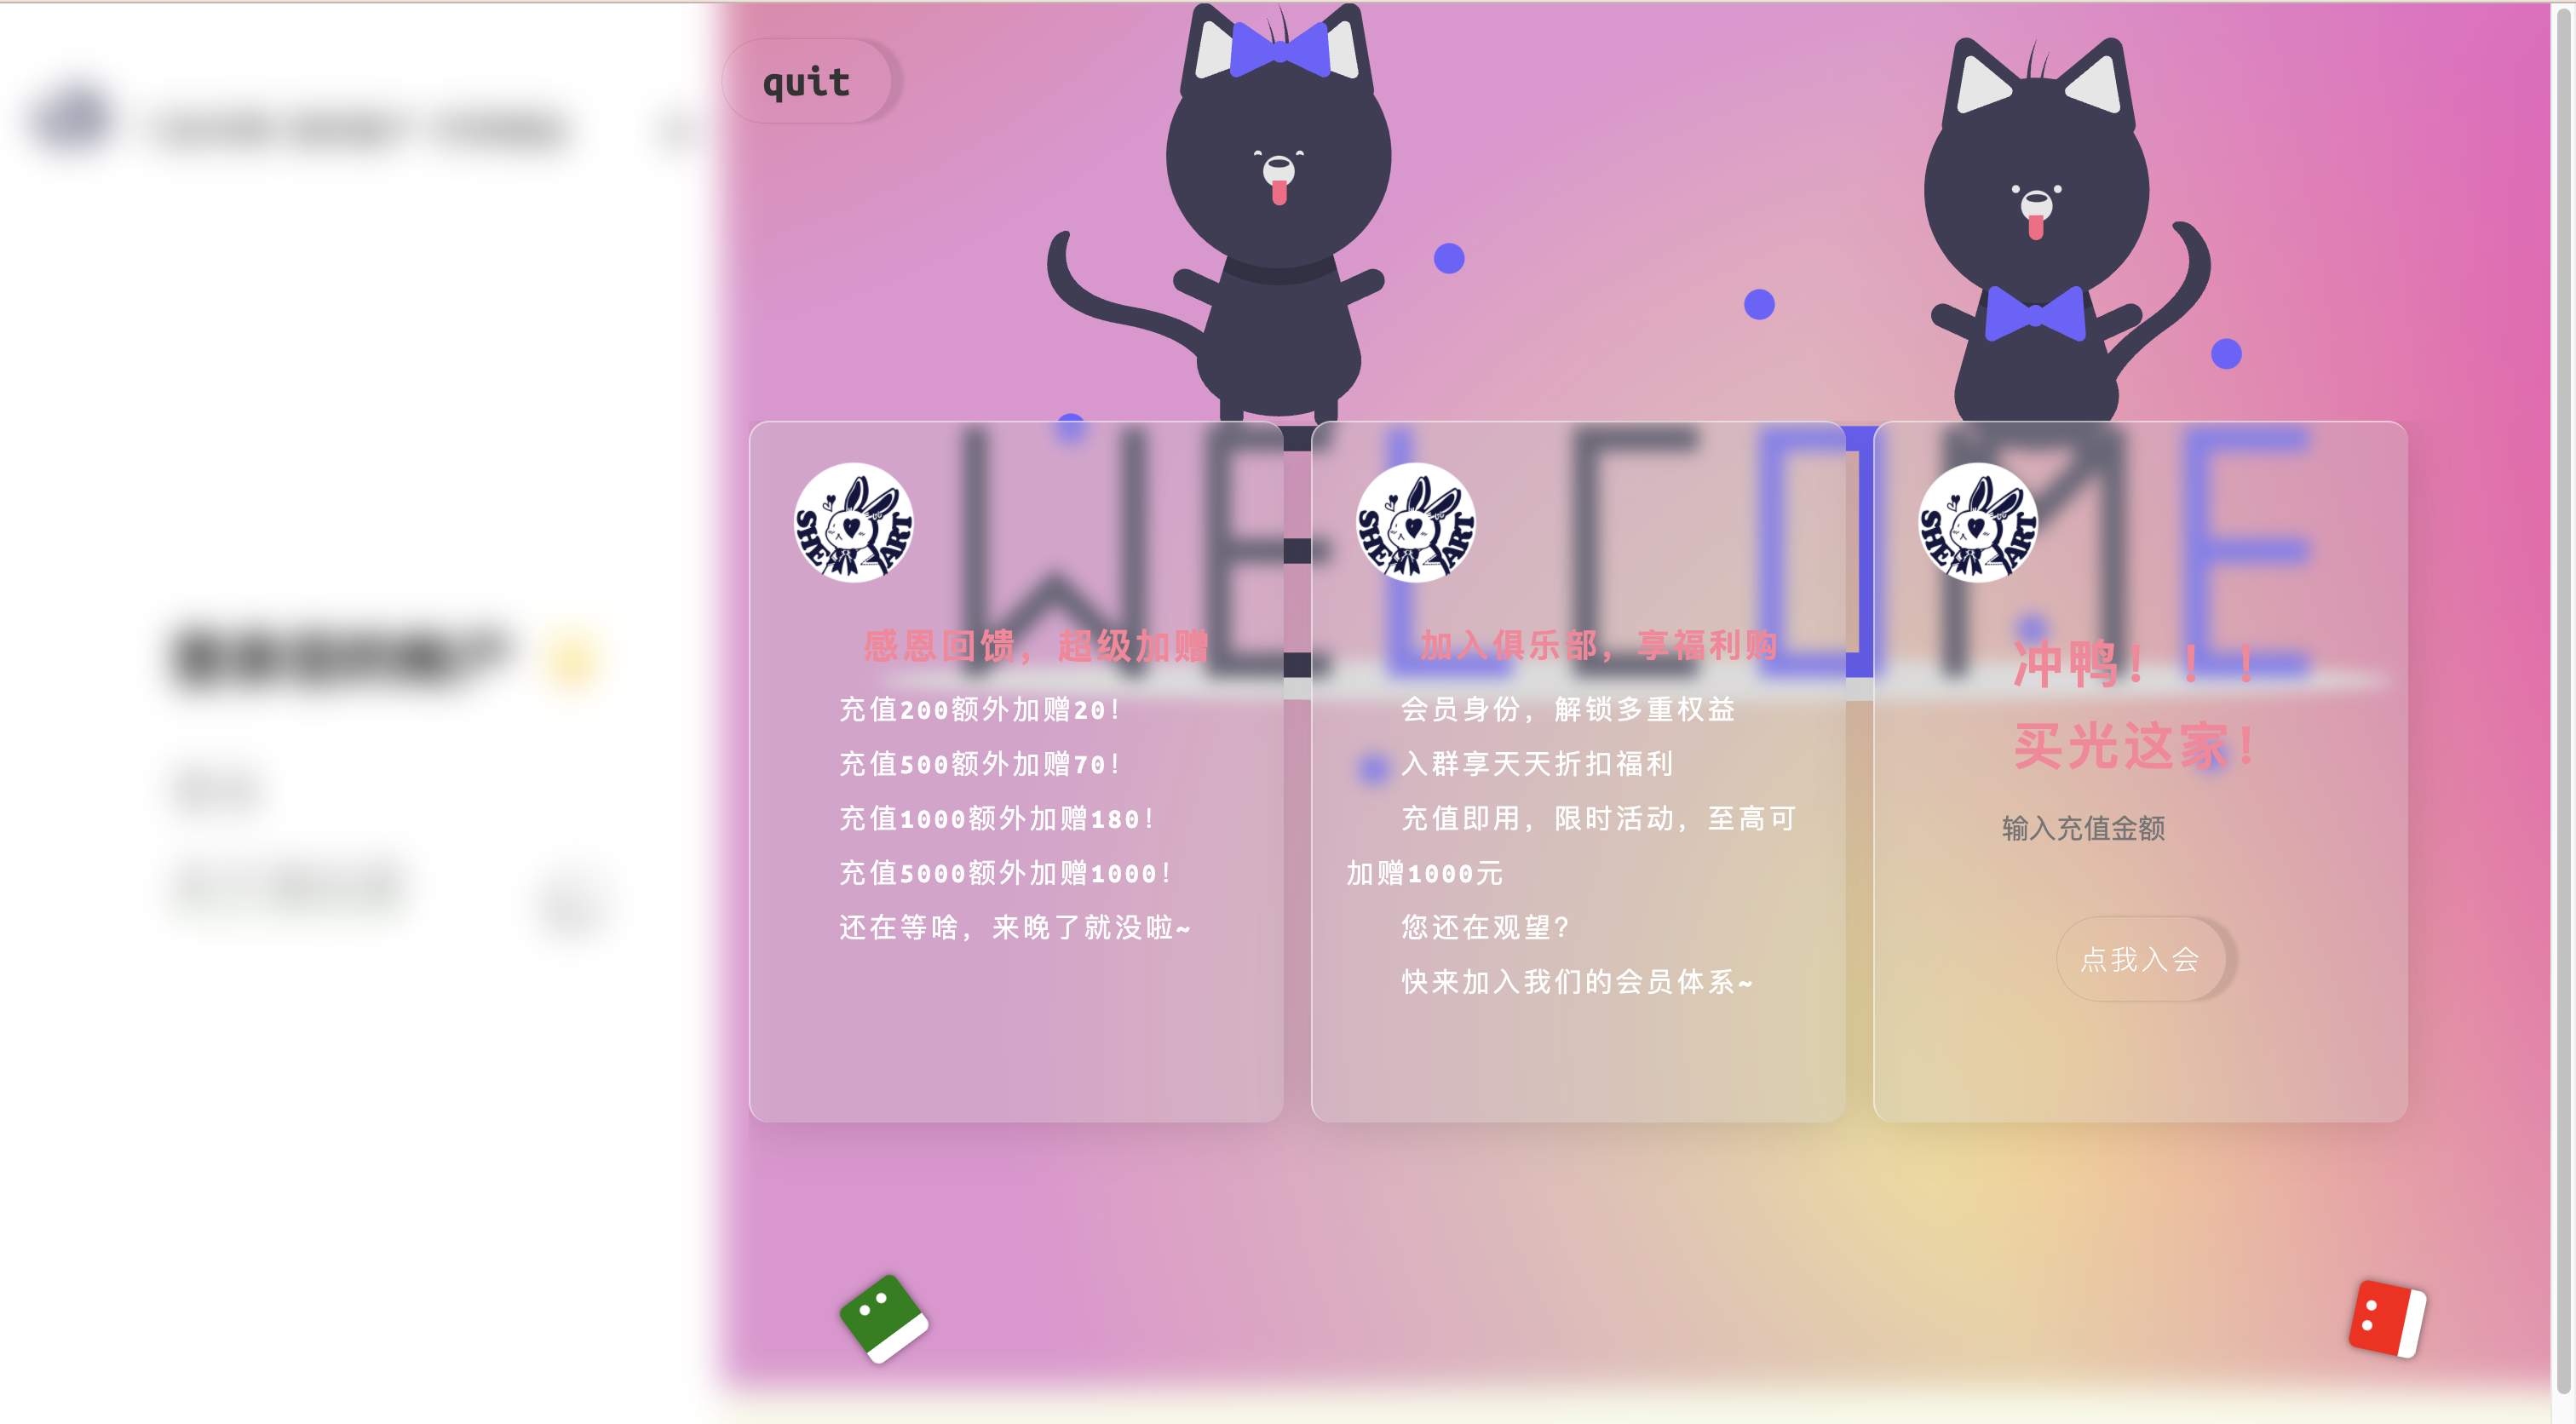 quit
WELCOME
SHE ART
感恩回馈，超级加赠
充值200额外加赠20！
充值500额外加赠70！
充值1000额外加赠180！
充值5000额外加赠1000！
还在等啥，来晚了就没啦~
SHE ART
加入俱乐部，享福利购
会员身份，解锁多重权益
入群享天天折扣福利
充值即用，限时活动，至高可
加赠1000元
您还在观望？
快来加入我们的会员体系~
SHE ART
冲鸭！！！
买光这家！
输入充值金额
点我入会